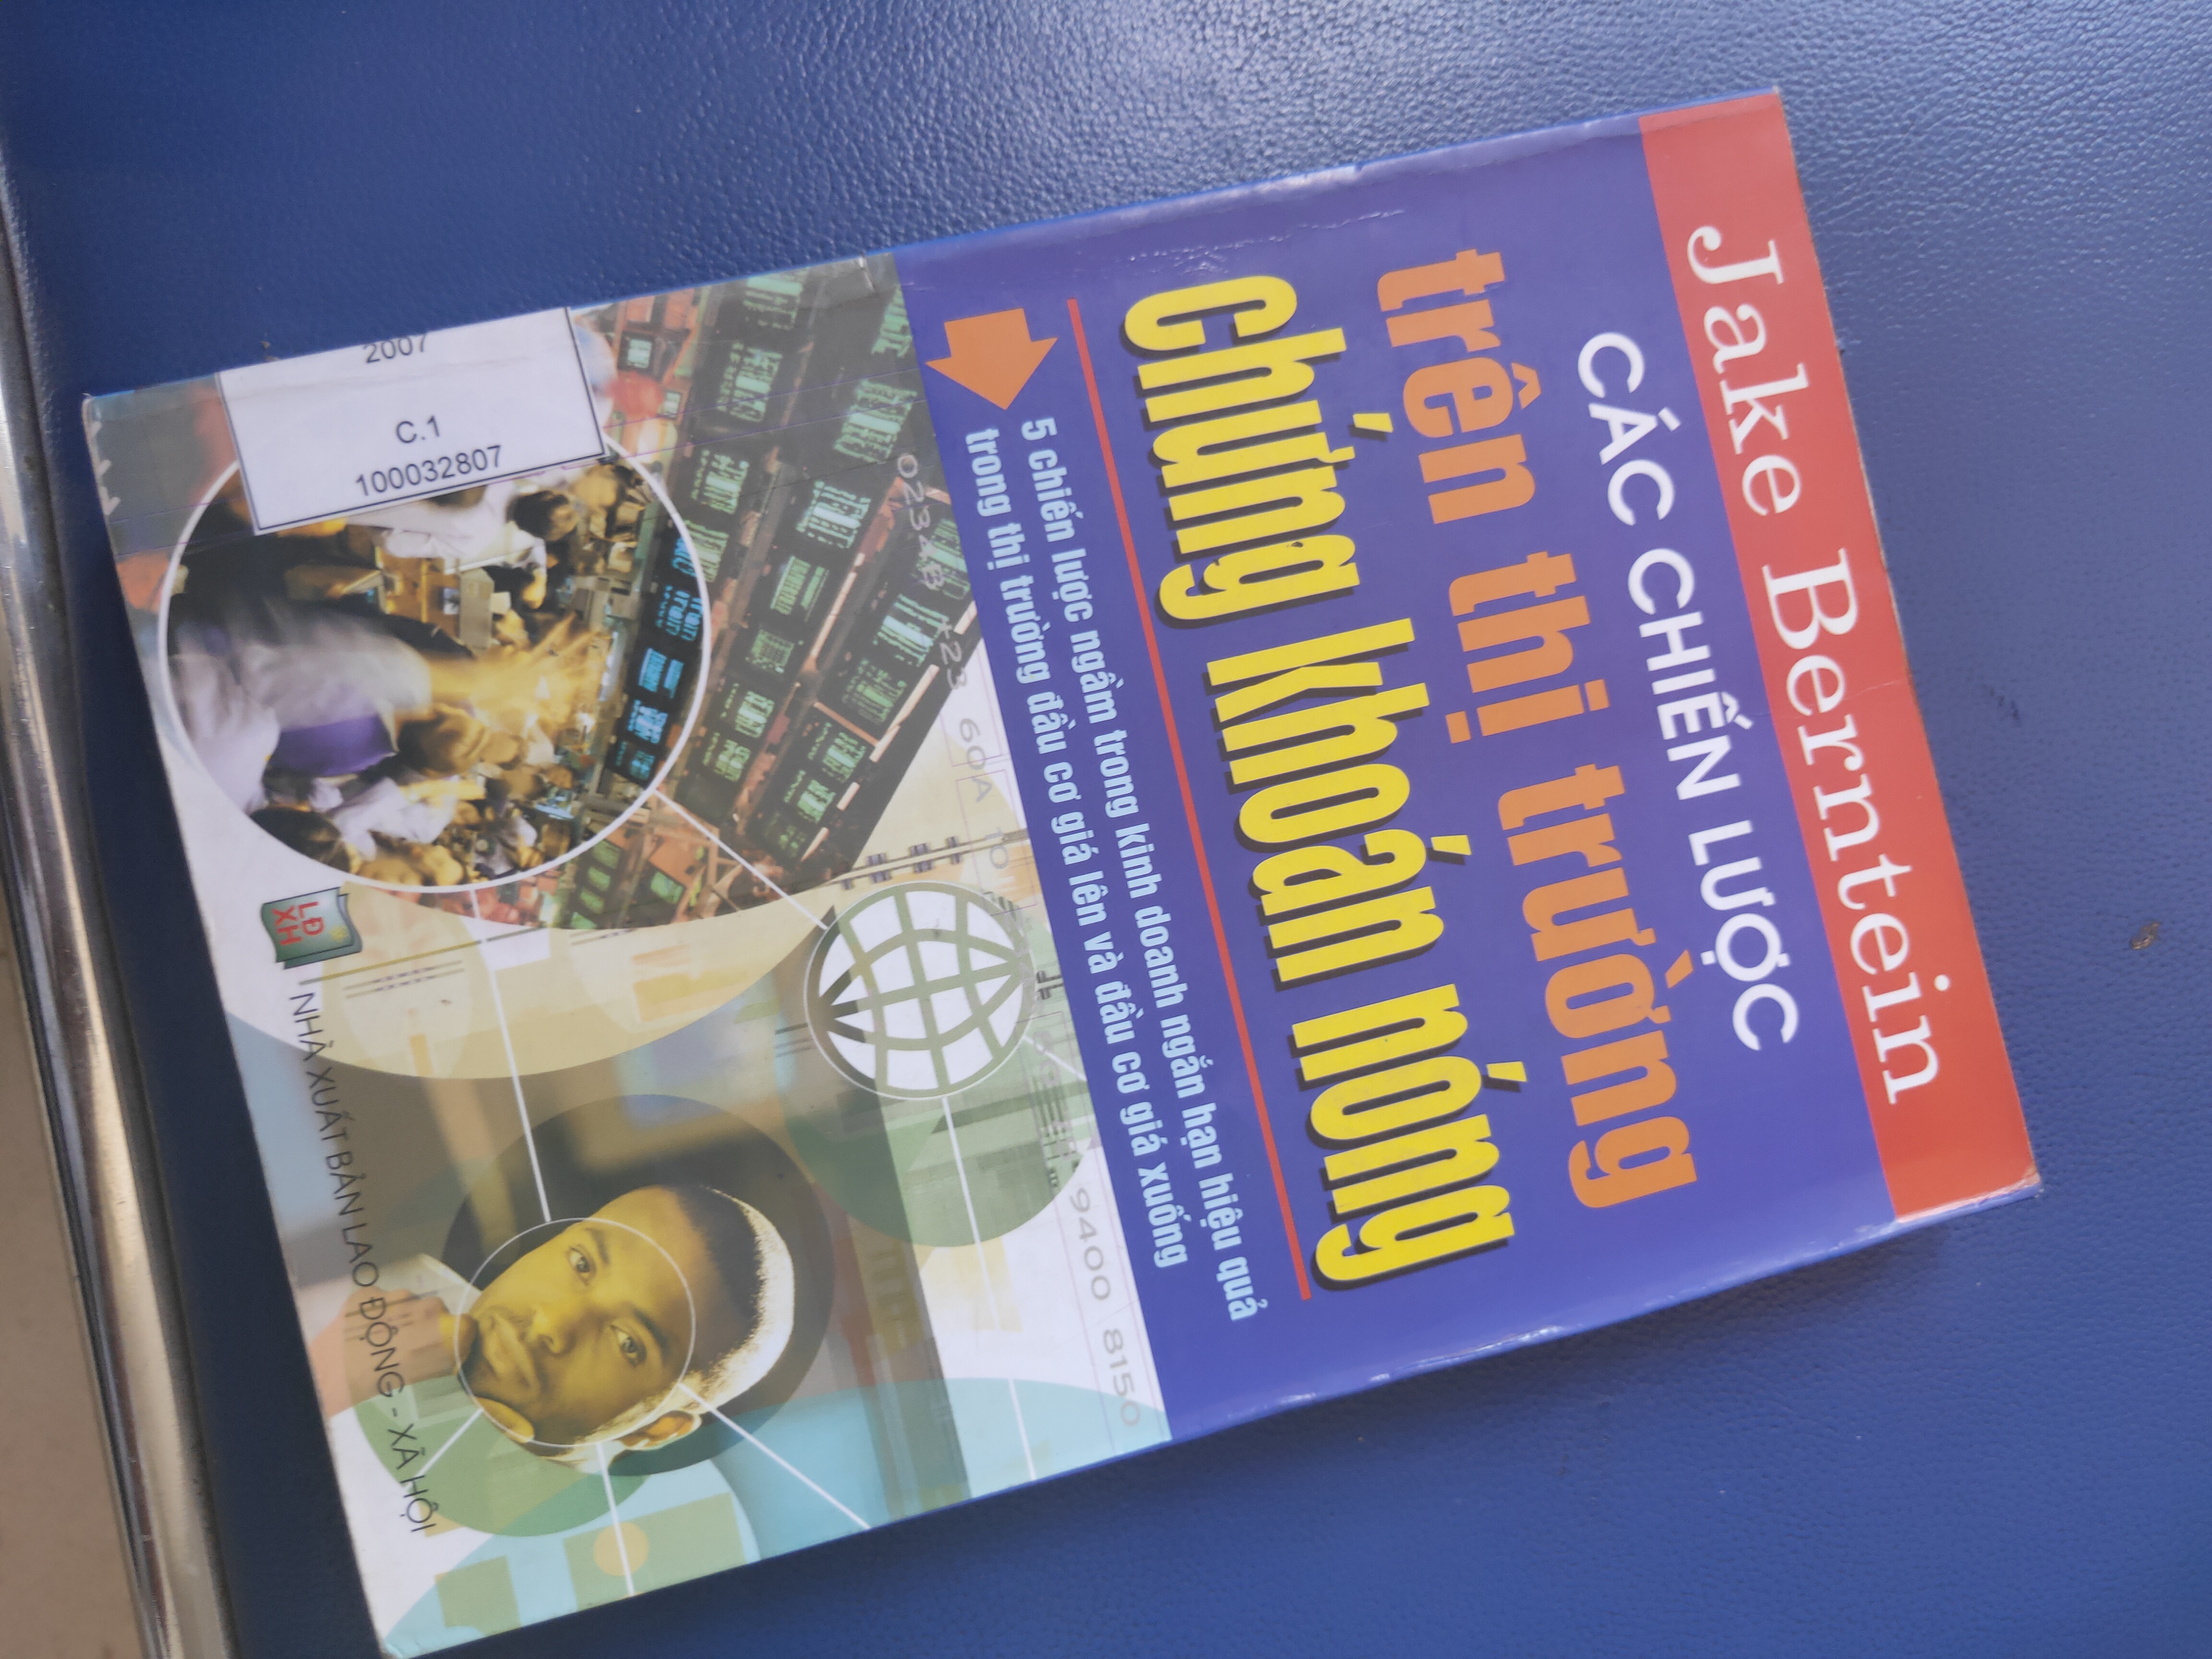 Jake Berntein
CÁC CHIẾN LƯỢC
trên thị trường
chứng khoán nóng
5 chiến lược ngầm trong kinh doanh ngắn hạn hiệu quả
trong thị trường đầu cơ giá lên và đầu cơ giá xuống
9400 8150
60A 10
2007
C.1
100032807
LĐ
XH
NHÀ XUẤT BẢN LAO ĐỘNG - XÃ HỘI